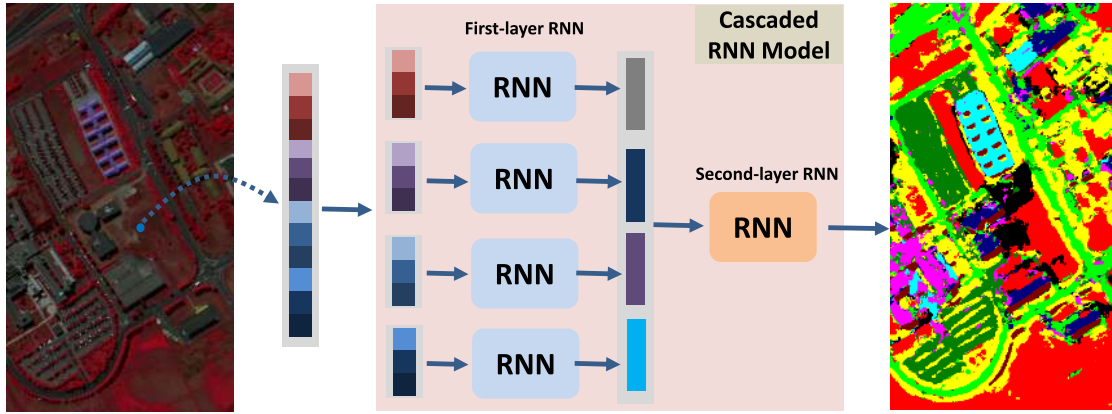 First-layer RNN
Cascaded
RNN Model
RNN
RNN
Second-layer RNN
RNN
RNN
RNN